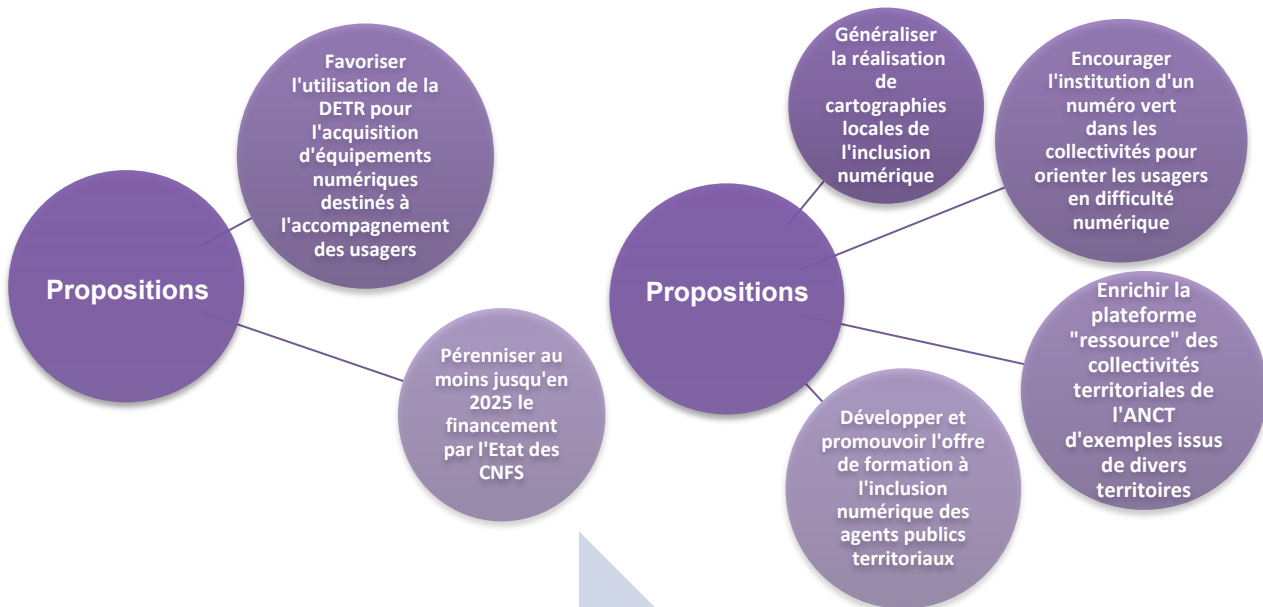 Favoriser
l'utilisation de la
DETR pour
l'acquisition
d'équipements
numériques
destinés à
l'accompagnement
des usagers
Propositions
Pérenniser au
moins jusqu'en
2025 le
financement
par l'Etat des
CNFS
Généraliser
la réalisation
de
cartographies
locales de
l'inclusion
numérique
Encourager
l'institution d'un
numéro vert
dans les
collectivités pour
orienter les usagers
en difficulté
numérique
Propositions
Enrichir la
plateforme
"ressource" des
collectivités
territoriales de
l'ANCT
d'exemples issus
de divers
territoires
Développer et
promouvoir l'offre
de formation à
l'inclusion
numérique des
agents publics
territoriaux